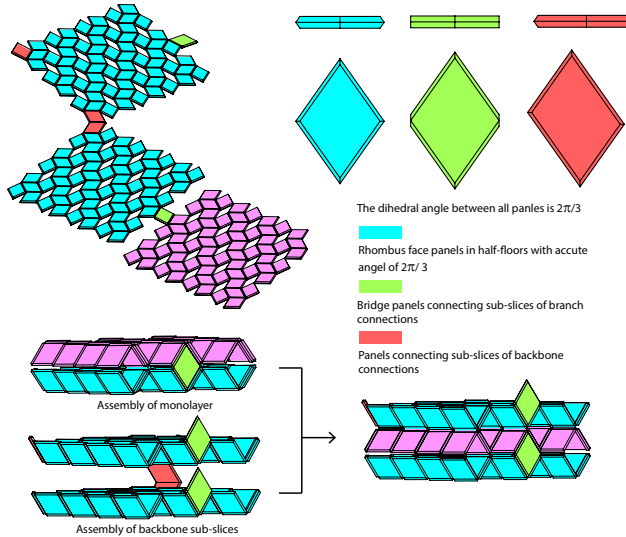 The dihedral angle between all panles is 2π/3
Rhombus face panels in half-floors with accute
angel of 2π/ 3
Bridge panels connecting sub-slices of branch
connections
Panels connecting sub-slices of backbone
connections
Assembly of monolayer
Assembly of backbone sub-slices